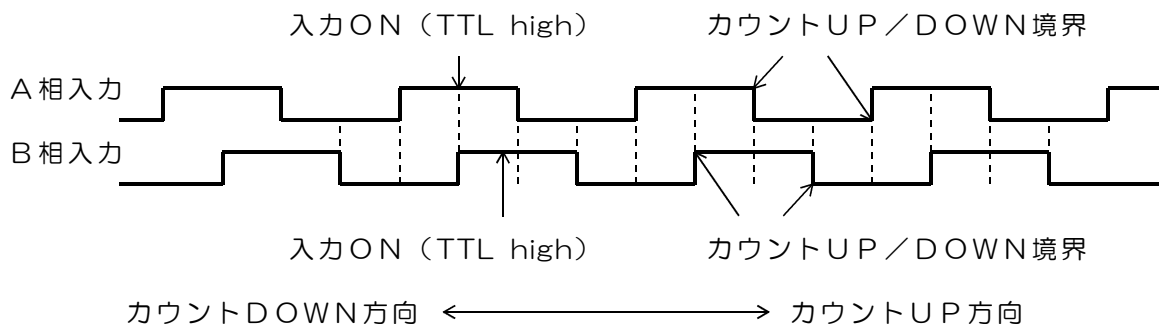 入力ON（TTL high） カウントUP／DOWN境界
A相入力
B相入力
入力ON（TTL high） カウントUP／DOWN境界
カウントDOWN方向 カウントUP方向